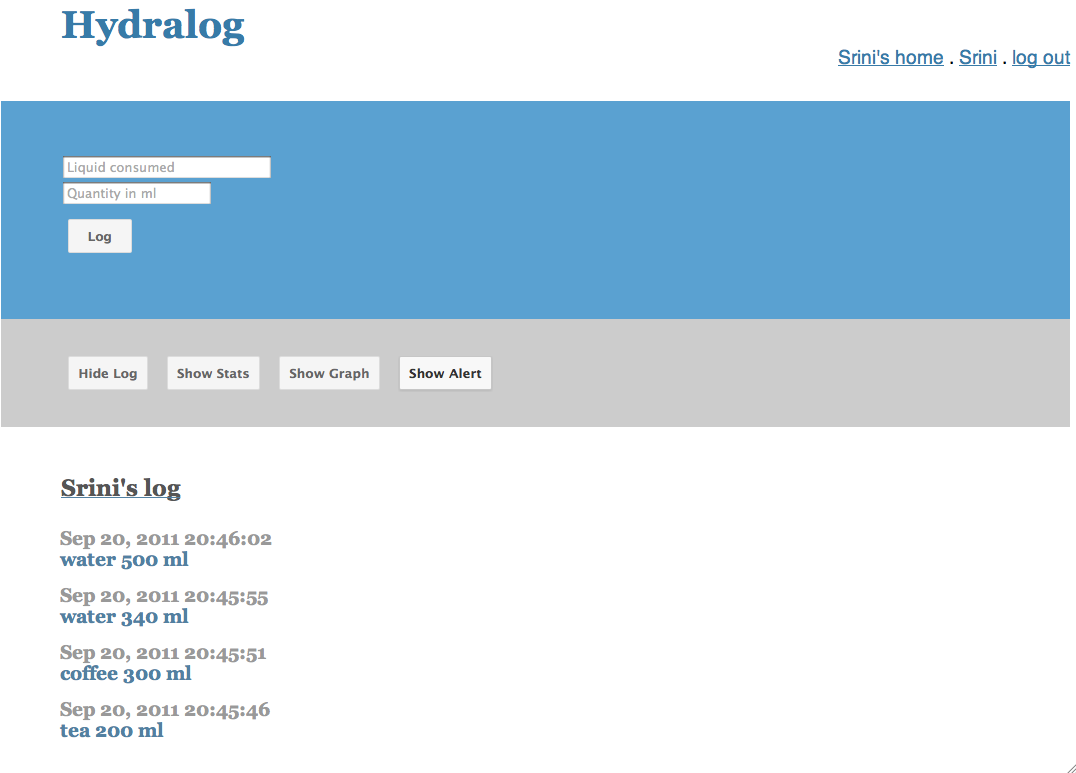 Hydralog
Srini's home . Srini . log out
Liquid consumed
Quantity in ml
Log
Hide Log Show Stats Show Graph Show Alert
Srini's log
Sep 20, 2011 20:46:02
water 500 ml
Sep 20, 2011 20:45:55
water 340 ml
Sep 20, 2011 20:45:51
coffee 300 ml
Sep 20, 2011 20:45:46
tea 200 ml